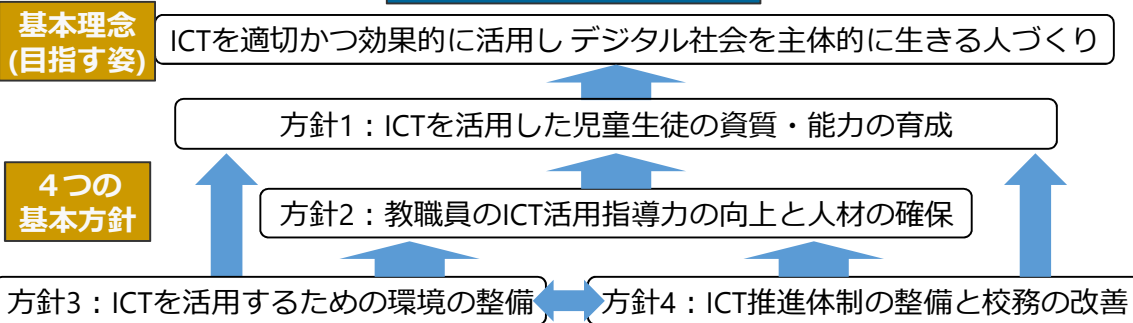 基本理念
(目指す姿)
ICTを適切かつ効果的に活用し デジタル社会を主体的に生きる人づくり
方針1：ICTを活用した児童生徒の資質・能力の育成
４つの
基本方針
方針2：教職員のICT活用指導力の向上と人材の確保
方針3：ICTを活用するための環境の整備
方針4：ICT推進体制の整備と校務の改善